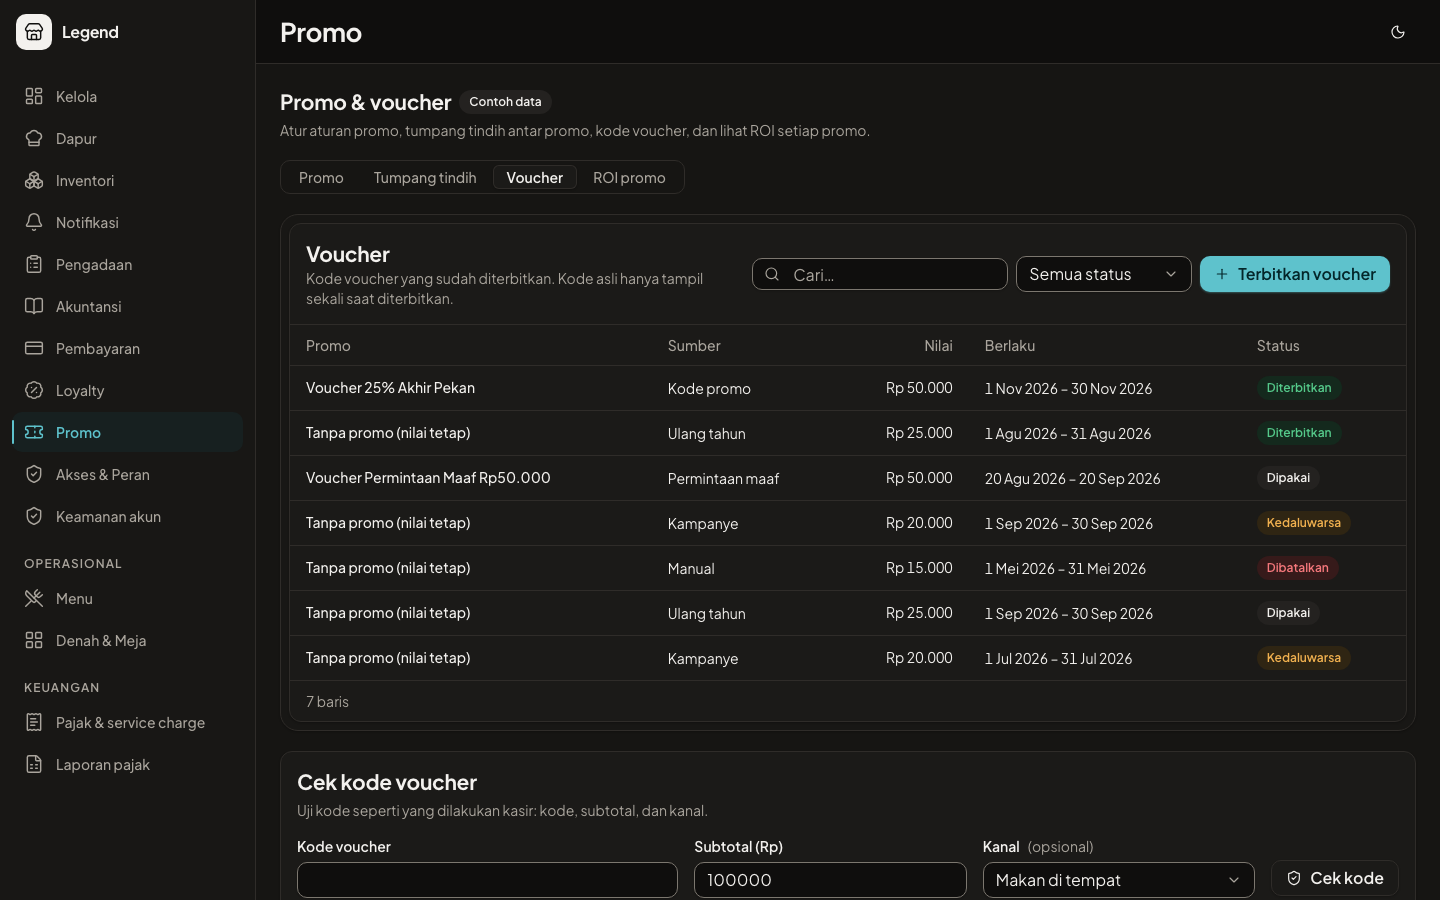 Legend
Promo
Kelola
Dapur
Inventori
Notifikasi
Pengadaan
Akuntansi
Pembayaran
Loyalty
Promo
Akses & Peran
Keamanan akun
OPERASIONAL
Menu
Denah & Meja
KEUANGAN
Pajak & service charge
Laporan pajak
Promo & voucher Contoh data
Atur aturan promo, tumpang tindih antar promo, kode voucher, dan lihat ROI setiap promo.
Promo Tumpang tindih Voucher ROI promo
Voucher
Kode voucher yang sudah diterbitkan. Kode asli hanya tampil
sekali saat diterbitkan.
Cari… Semua status Terbitkan voucher
Promo Sumber Nilai Berlaku Status
Voucher 25% Akhir Pekan Kode promo Rp 50.000 1 Nov 2026 – 30 Nov 2026 Diterbitkan
Tanpa promo (nilai tetap) Ulang tahun Rp 25.000 1 Agu 2026 – 31 Agu 2026 Diterbitkan
Voucher Permintaan Maaf Rp50.000 Permintaan maaf Rp 50.000 20 Agu 2026 – 20 Sep 2026 Dipakai
Tanpa promo (nilai tetap) Kampanye Rp 20.000 1 Sep 2026 – 30 Sep 2026 Kedaluwarsa
Tanpa promo (nilai tetap) Manual Rp 15.000 1 Mei 2026 – 31 Mei 2026 Dibatalkan
Tanpa promo (nilai tetap) Ulang tahun Rp 25.000 1 Sep 2026 – 30 Sep 2026 Dipakai
Tanpa promo (nilai tetap) Kampanye Rp 20.000 1 Jul 2026 – 31 Jul 2026 Kedaluwarsa
7 baris
Cek kode voucher
Uji kode seperti yang dilakukan kasir: kode, subtotal, dan kanal.
Kode voucher Subtotal (Rp) Kanal (opsional)
100000 Makan di tempat Cek kode